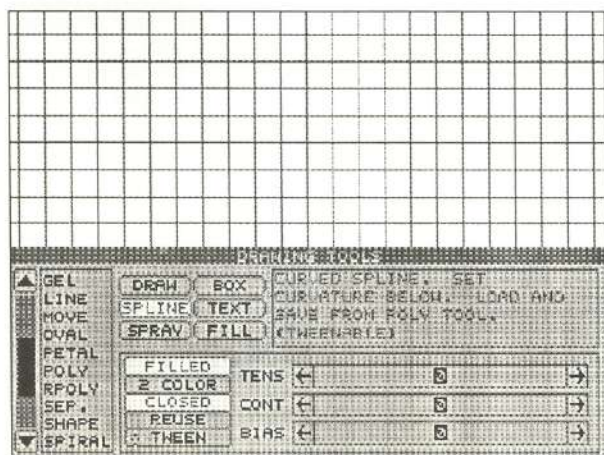 DRAWING TOOLS
GEL
LINE
MOVE
OVAL
PETAL
POLY
RPOLY
SEP.
SHAPE
SPIRAL
DRAW BOX
SPLINE TEXT
SPRAY FILL
CURVED SPLINE. SET
CURVATURE BELOW. LOAD AND
SAVE FROM POLY TOOL.
(TWEENABLE)
FILLED
2 COLOR
CLOSED
REUSE
TWEEN
TENS 0
CONT 0
BIAS 0